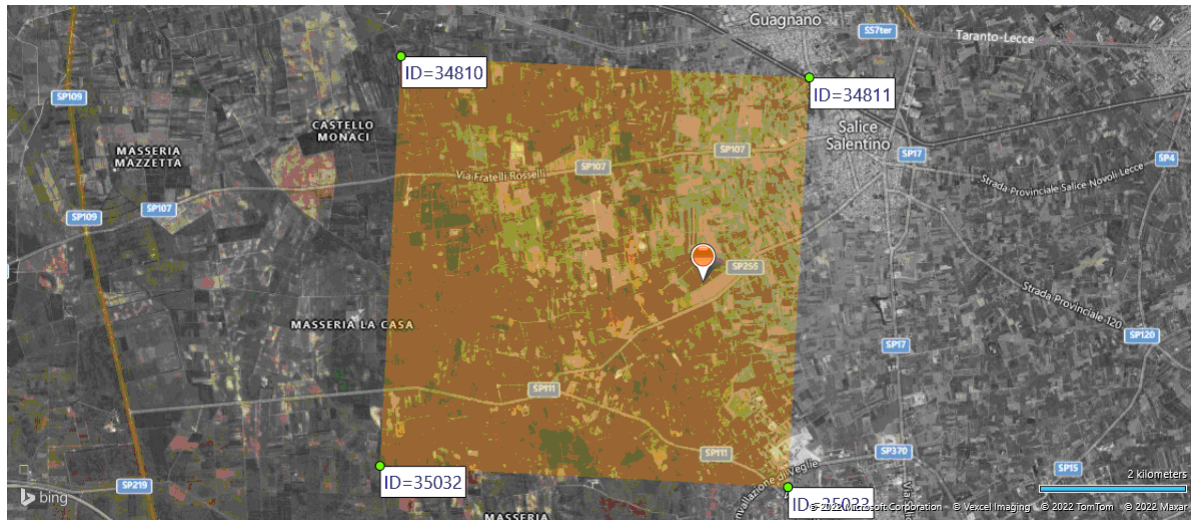 Guagnano
SS7ter
Taranto-Lecce
ID=34810
ID=34811
SP109
CASTELLO
MONACI
MASSERIA
MAZZETTA
Salice
Salentino
SP107
SP107
Via Fratelli Rosselli
SP17
SP4
Strada Provinciale Salice Novoli-Lecce
SP109
SP107
SP255
MASSERIA LA CASA
Strada Provinciale 120
SP120
SP17
SP111
SP111
SP370
ID=35032
SP219
SP15
2 kilometers
bing
MASSERIA
© 2022 Microsoft Corporation © Vexcel Imaging © 2022 TomTom © 2022 Maxar